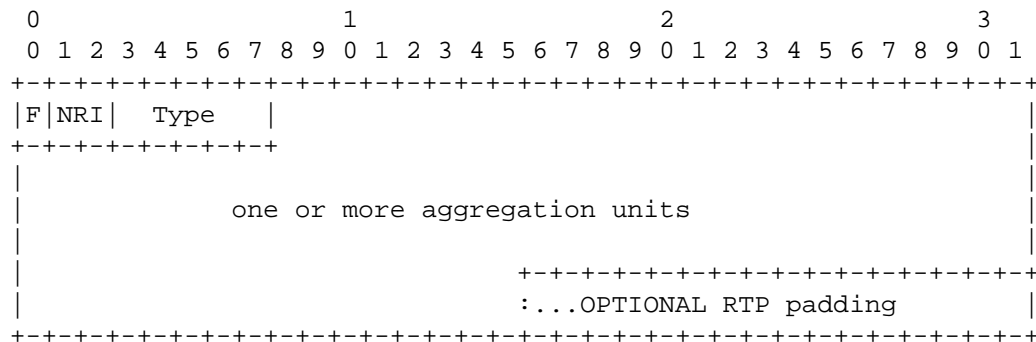 0                   1                   2                   3
 0 1 2 3 4 5 6 7 8 9 0 1 2 3 4 5 6 7 8 9 0 1 2 3 4 5 6 7 8 9 0 1
+-+-+-+-+-+-+-+-+-+-+-+-+-+-+-+-+-+-+-+-+-+-+-+-+-+-+-+-+-+-+-+-+
|F|NRI|  Type   |                                               |
+-+-+-+-+-+-+-+-+                                               |
|                                                               |
|             one or more aggregation units                     |
|                                                               |
|                               +-+-+-+-+-+-+-+-+-+-+-+-+-+-+-+-+
|                               :...OPTIONAL RTP padding        |
+-+-+-+-+-+-+-+-+-+-+-+-+-+-+-+-+-+-+-+-+-+-+-+-+-+-+-+-+-+-+-+-+